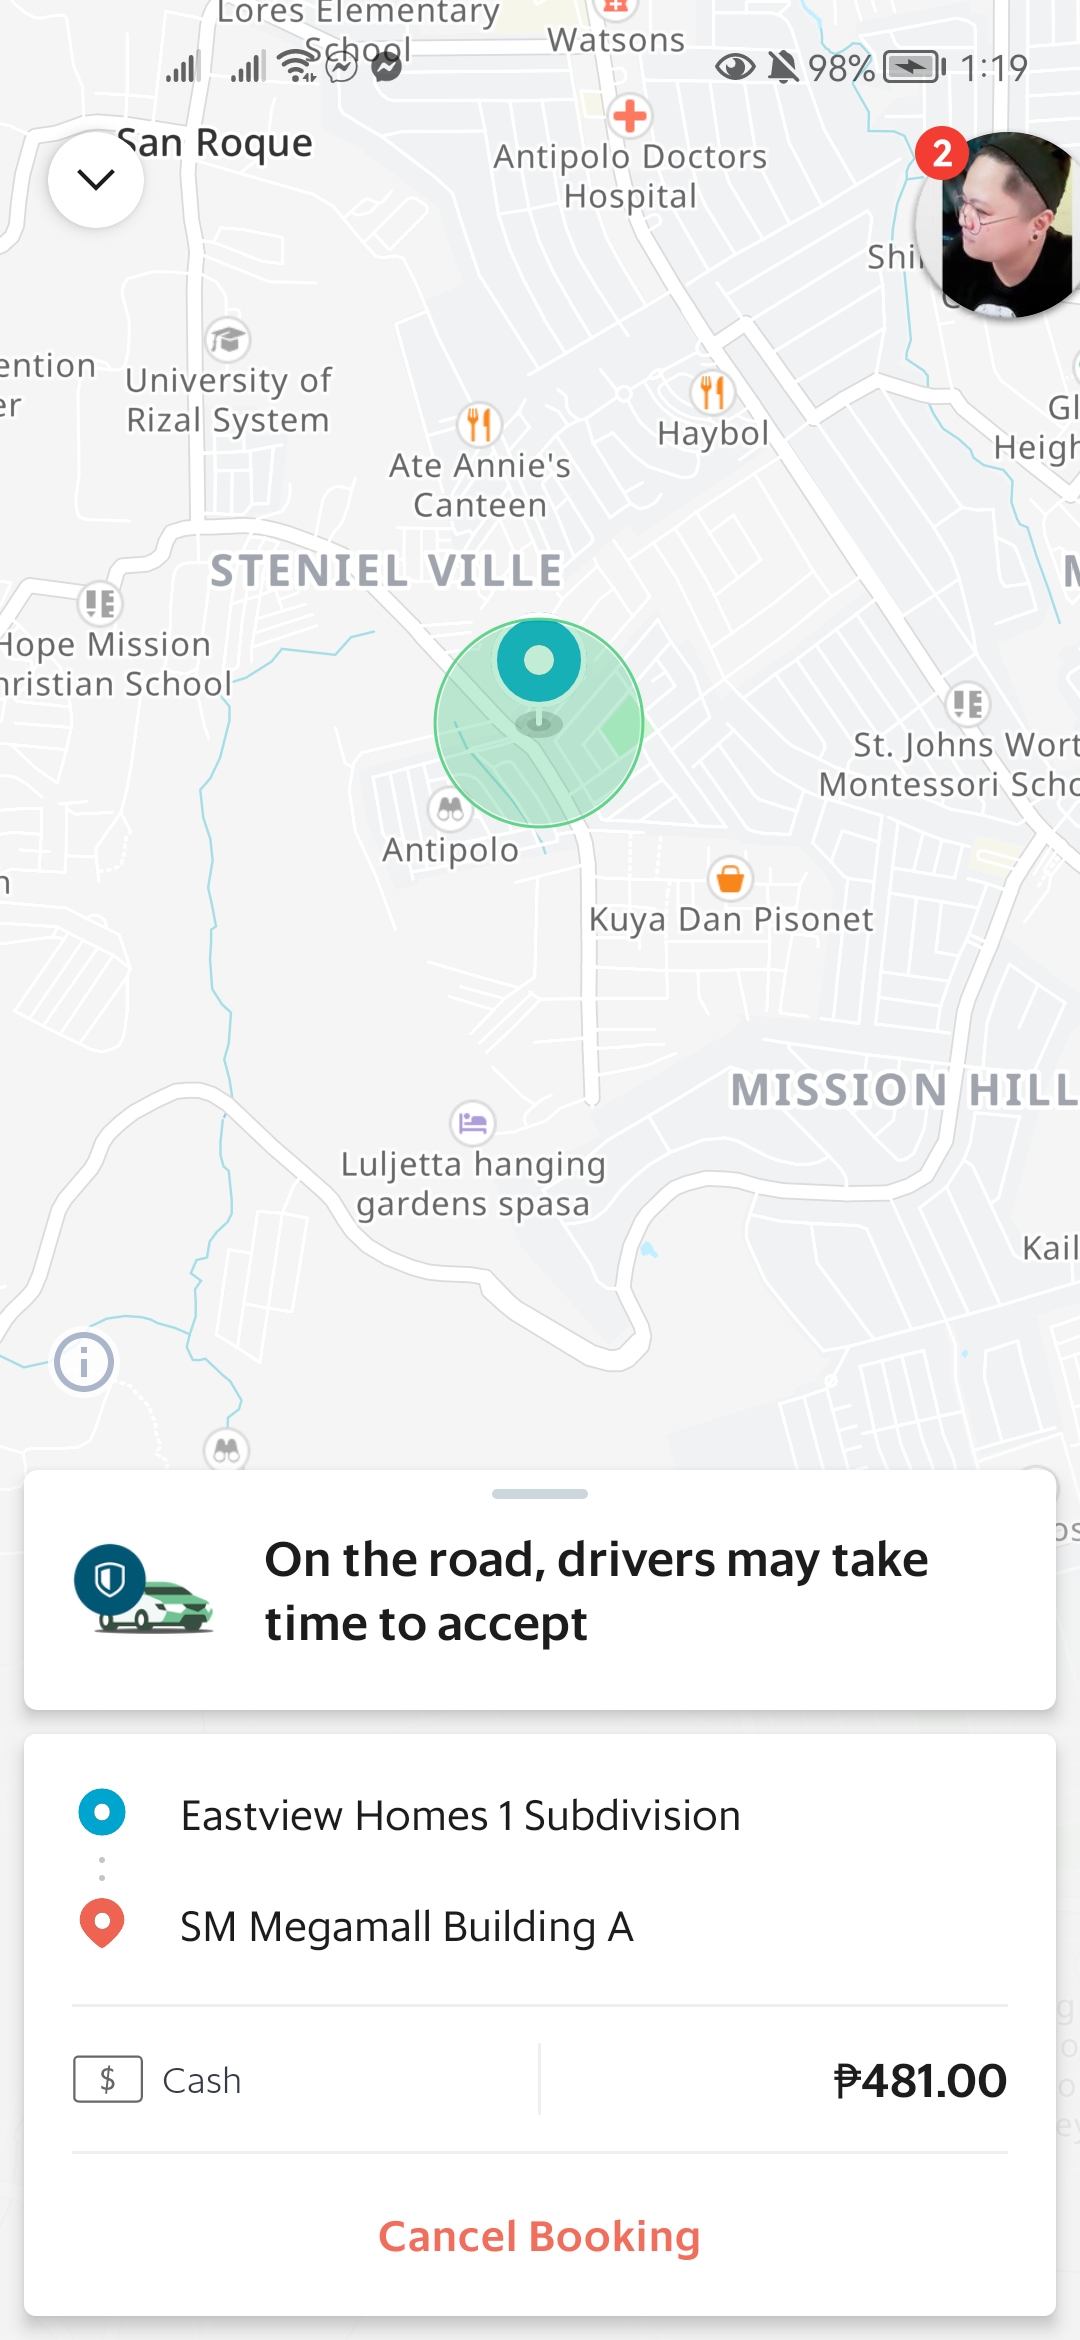 Lores Elementary
School
Watsons
98%
1:19
San Roque
Antipolo Doctors
Hospital
2
University of
Rizal System
Ate Annie's
Canteen
Haybol
STENIEL VILLE
Hope Mission
Christian School
St. Johns Wort
Montessori Scho
Antipolo
Kuya Dan Pisonet
MISSION HILL
Luljetta hanging
gardens spasa
Kail
On the road, drivers may take
time to accept
Eastview Homes 1 Subdivision
SM Megamall Building A
$ Cash
₱481.00
Cancel Booking